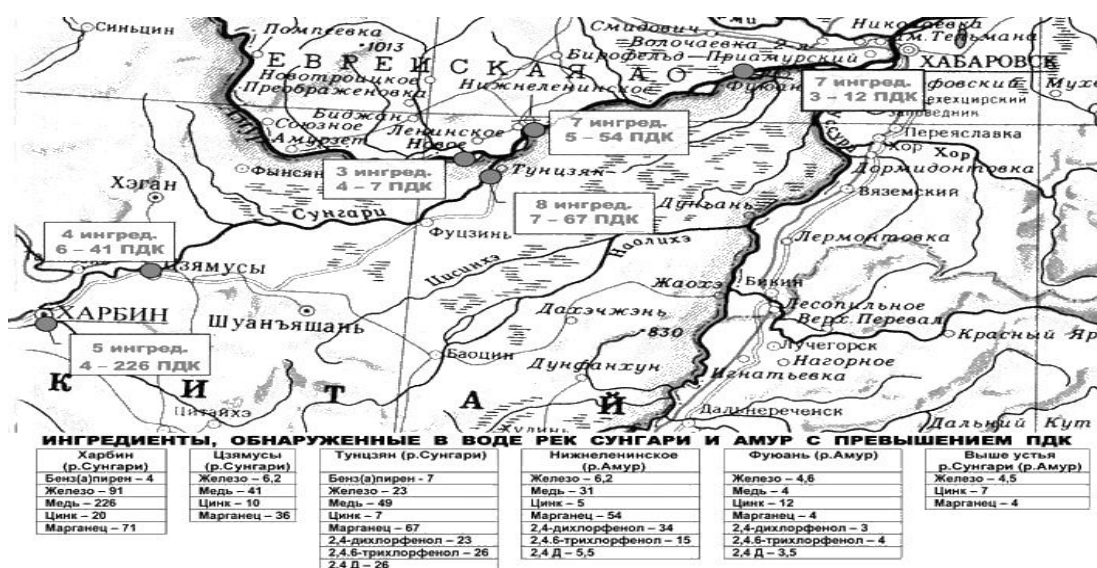 Синьцин
Помпеевка
1013
Смидович
Волочаевка 2-я
Николаевка
им. Тельмана
ЕВРЕЙСКАЯ АО
Бирофельд
Приамурский
ХАБАРОВСК
Новотроицкое
Преображеновка
Нижнеленинское
Фуюань
7 ингред.
3 – 12 ПДК
Биджан
Союзное
Амурзет
Ленинское
Новое
7 ингред.
5 – 54 ПДК
заповедник
Переяславка
Хор
Хор
Дормидонтовка
Вяземский
Хэган
3 ингред.
4 – 7 ПДК
Тунцзян
Сунгари
8 ингред.
7 – 67 ПДК
Фуцзинь
Лермонтовка
4 ингред.
6 – 41 ПДК
Цзямусы
Наолихэ
Жаохэ
Бикин
ХАРБИН
Шуанъяшань
Дахэчжэнь
Лесопильное
Верх. Перевал
830
Красный Яр
5 ингред.
4 – 226 ПДК
Баоцин
Лучегорск
Нагорное
Дунфанхун
Игнатьевка
КИТАЙ
Цитайхэ
Хулинь
Дальнереченск
Дальний Кут
ИНГРЕДИЕНТЫ, ОБНАРУЖЕННЫЕ В ВОДЕ РЕК СУНГАРИ И АМУР С ПРЕВЫШЕНИЕМ ПДК
Харбин
(р.Сунгари)
Бенз(а)пирен – 4
Железо – 91
Медь – 226
Цинк – 20
Марганец – 71
Цзямусы
(р.Сунгари)
Железо – 6,2
Медь – 41
Цинк – 10
Марганец – 36
Тунцзян (р.Сунгари)
Бенз(а)пирен - 7
Железо – 23
Медь – 49
Цинк – 7
Марганец – 67
2,4-дихлорфенол – 23
2,4.6-трихлорфенол – 26
2,4 Д – 26
Нижнеленинское
(р.Амур)
Железо – 6,2
Медь – 31
Цинк – 5
Марганец – 54
2,4-дихлорфенол – 34
2,4.6-трихлорфенол – 15
2,4 Д – 5,5
Фуюань (р.Амур)
Железо – 4,6
Медь – 4
Цинк – 12
Марганец – 4
2,4-дихлорфенол – 3
2,4.6-трихлорфенол – 4
2,4 Д – 3,5
Выше устья
р.Сунгари (р.Амур)
Железо – 4,5
Цинк – 7
Марганец – 4